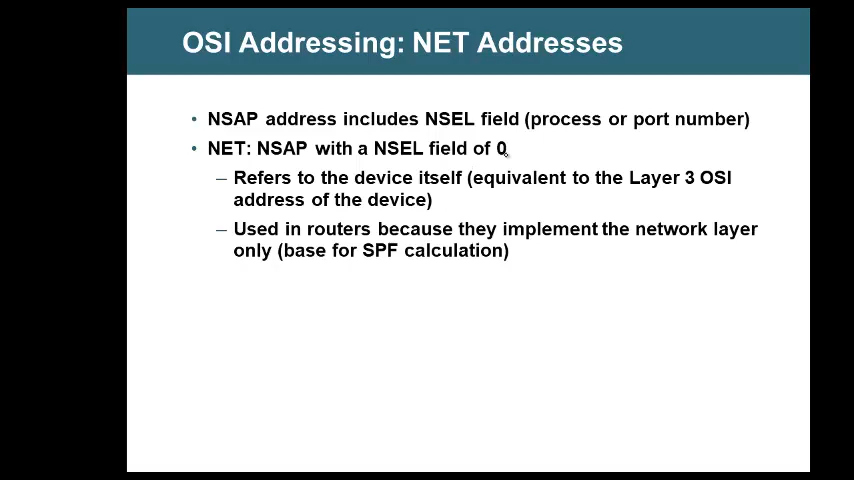 OSI Addressing: NET Addresses
• NSAP address includes NSEL field (process or port number)
• NET: NSAP with a NSEL field of 0
– Refers to the device itself (equivalent to the Layer 3 OSI
address of the device)
– Used in routers because they implement the network layer
only (base for SPF calculation)